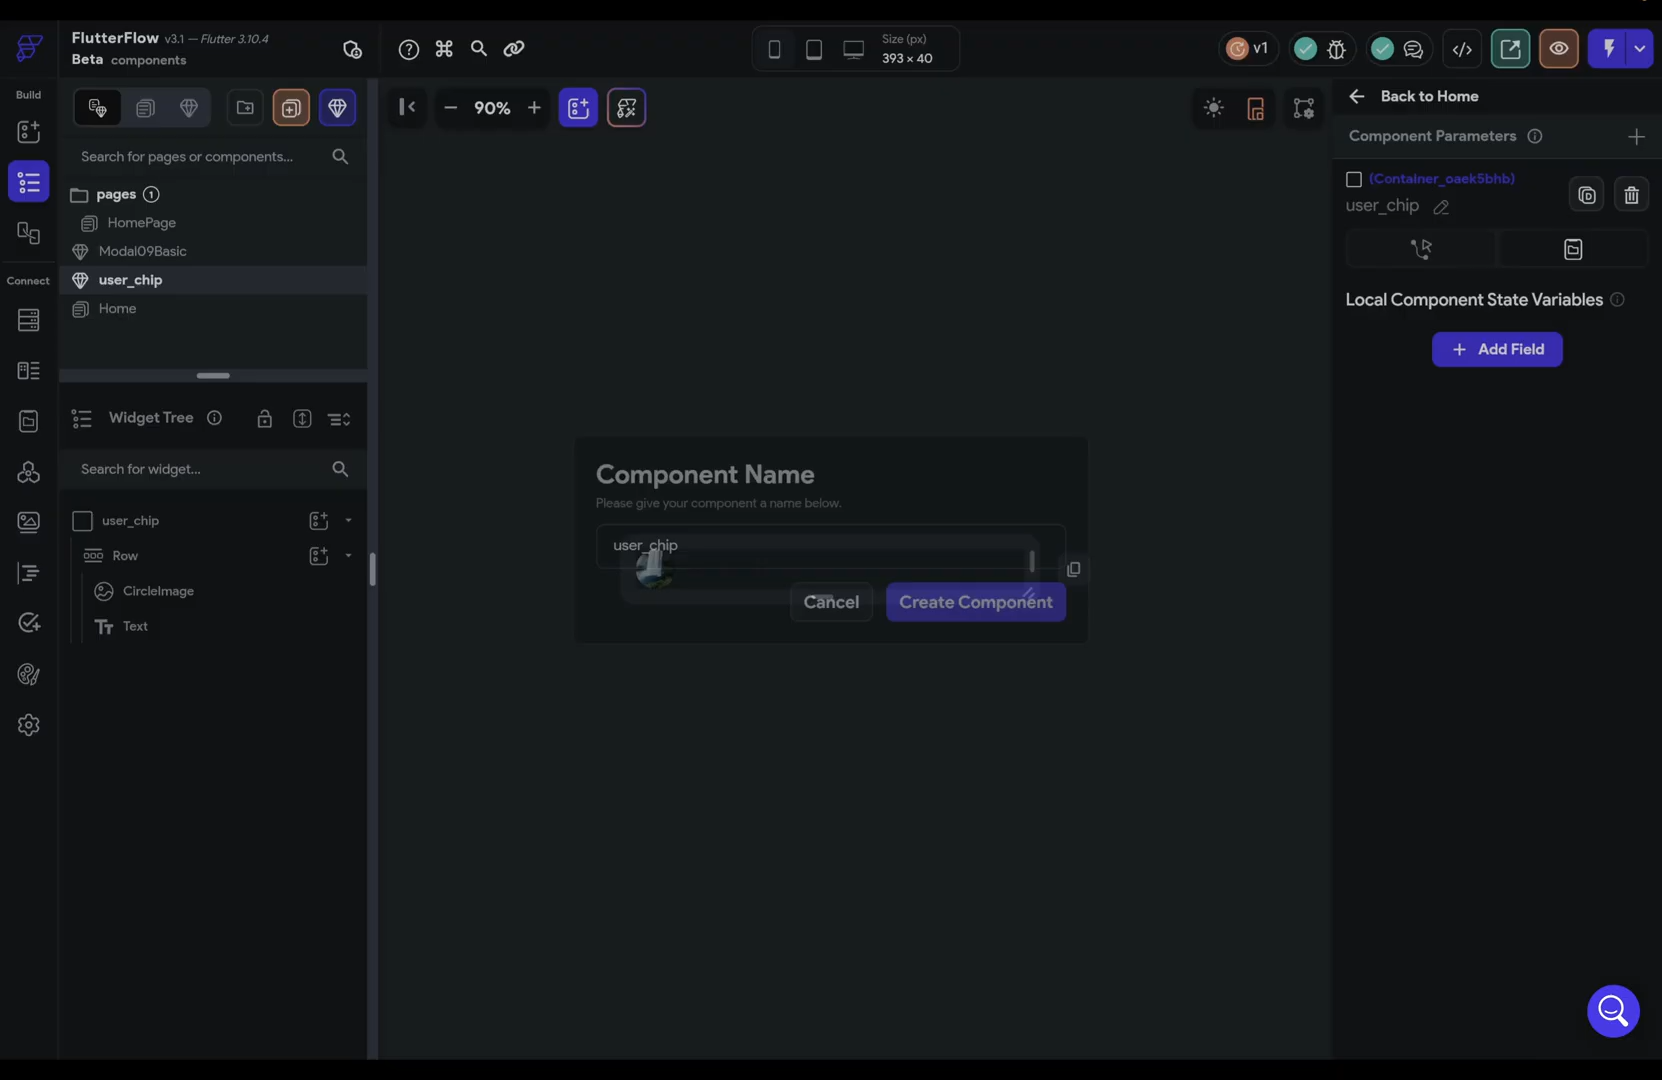 FlutterFlow v3.1 – Flutter 3.10.4
Beta components
Size (px)
393 × 40
v1
Build
90%
Back to Home
Search for pages or components...
Component Parameters
pages 1
HomePage
Modal09Basic
user_chip
Home
Connect
(Container_oaek5bhb)
user_chip
Local Component State Variables
+ Add Field
Widget Tree
Search for widget...
user_chip
Row
CircleImage
Text
Component Name
Please give your component a name below.
user_chip
Cancel
Create Component